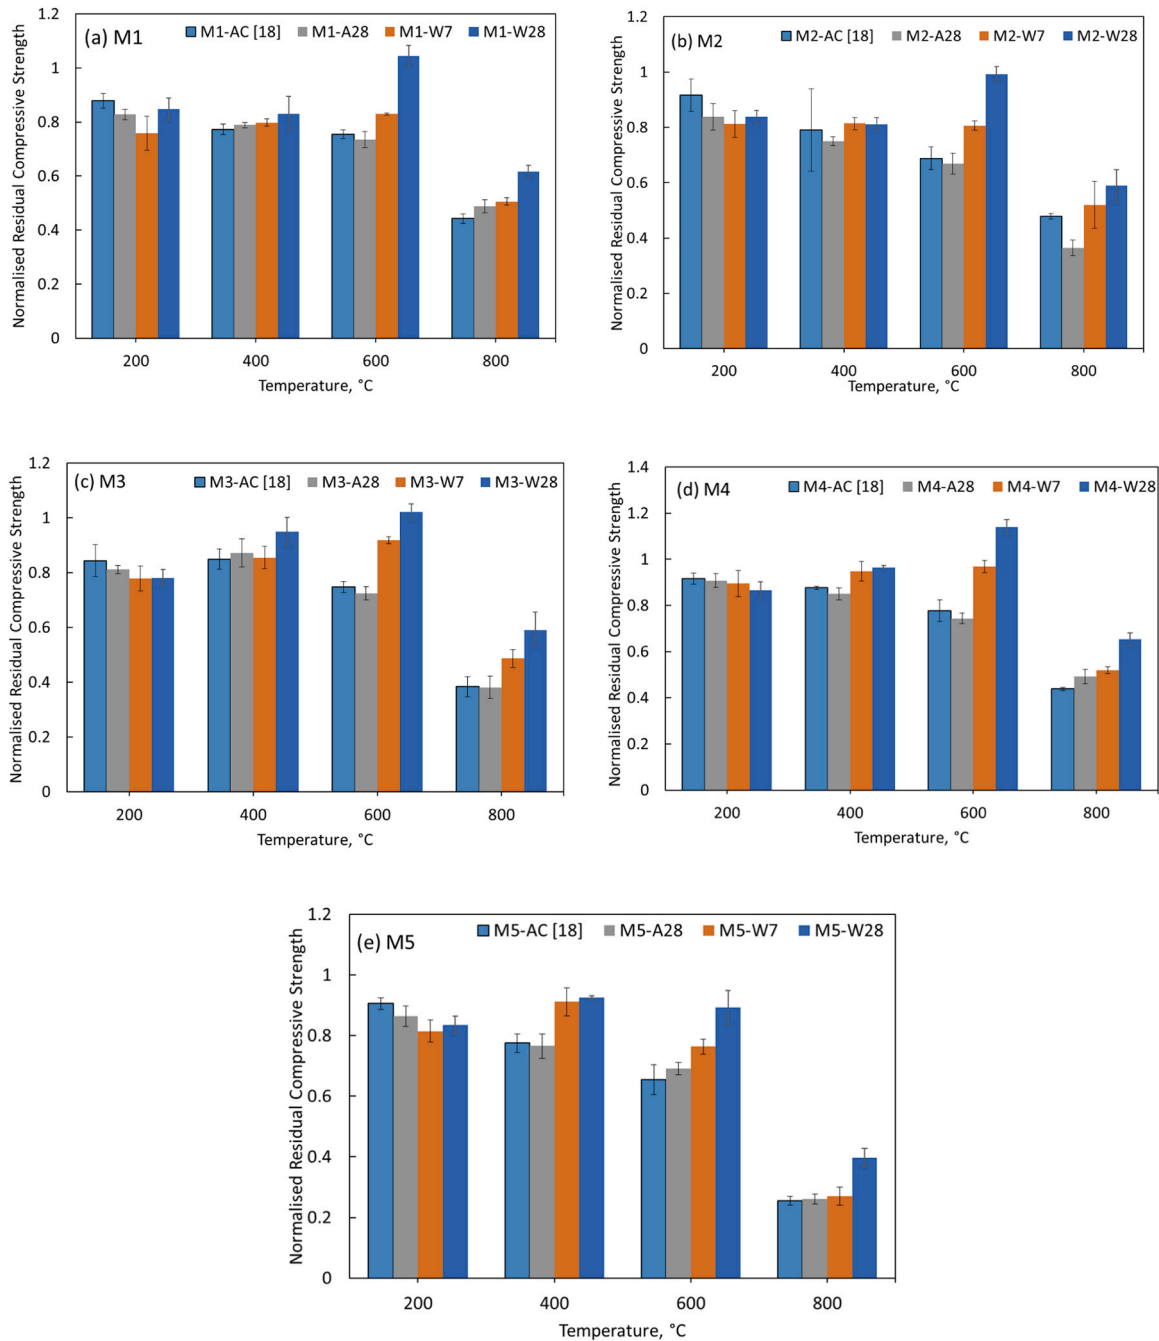 (a) M1
M1-AC [18] M1-A28 M1-W7 M1-W28
Normalised Residual Compressive Strength
1.2
1
0.8
0.6
0.4
0.2
0
200 400 600 800
Temperature, °C
(b) M2
M2-AC [18] M2-A28 M2-W7 M2-W28
Normalised Residual Compressive Strength
1.2
1
0.8
0.6
0.4
0.2
0
200 400 600 800
Temperature, °C
(c) M3
M3-AC [18] M3-A28 M3-W7 M3-W28
Normalised Residual Compressive Strength
1.2
1
0.8
0.6
0.4
0.2
0
200 400 600 800
Temperature, °C
(d) M4
M4-AC [18] M4-A28 M4-W7 M4-W28
Normalised Residual Compressive Strength
1.4
1.2
1
0.8
0.6
0.4
0.2
0
200 400 600 800
Temperature, °C
(e) M5
M5-AC [18] M5-A28 M5-W7 M5-W28
Normalised Residual Compressive Strength
1.2
1
0.8
0.6
0.4
0.2
0
200 400 600 800
Temperature, °C